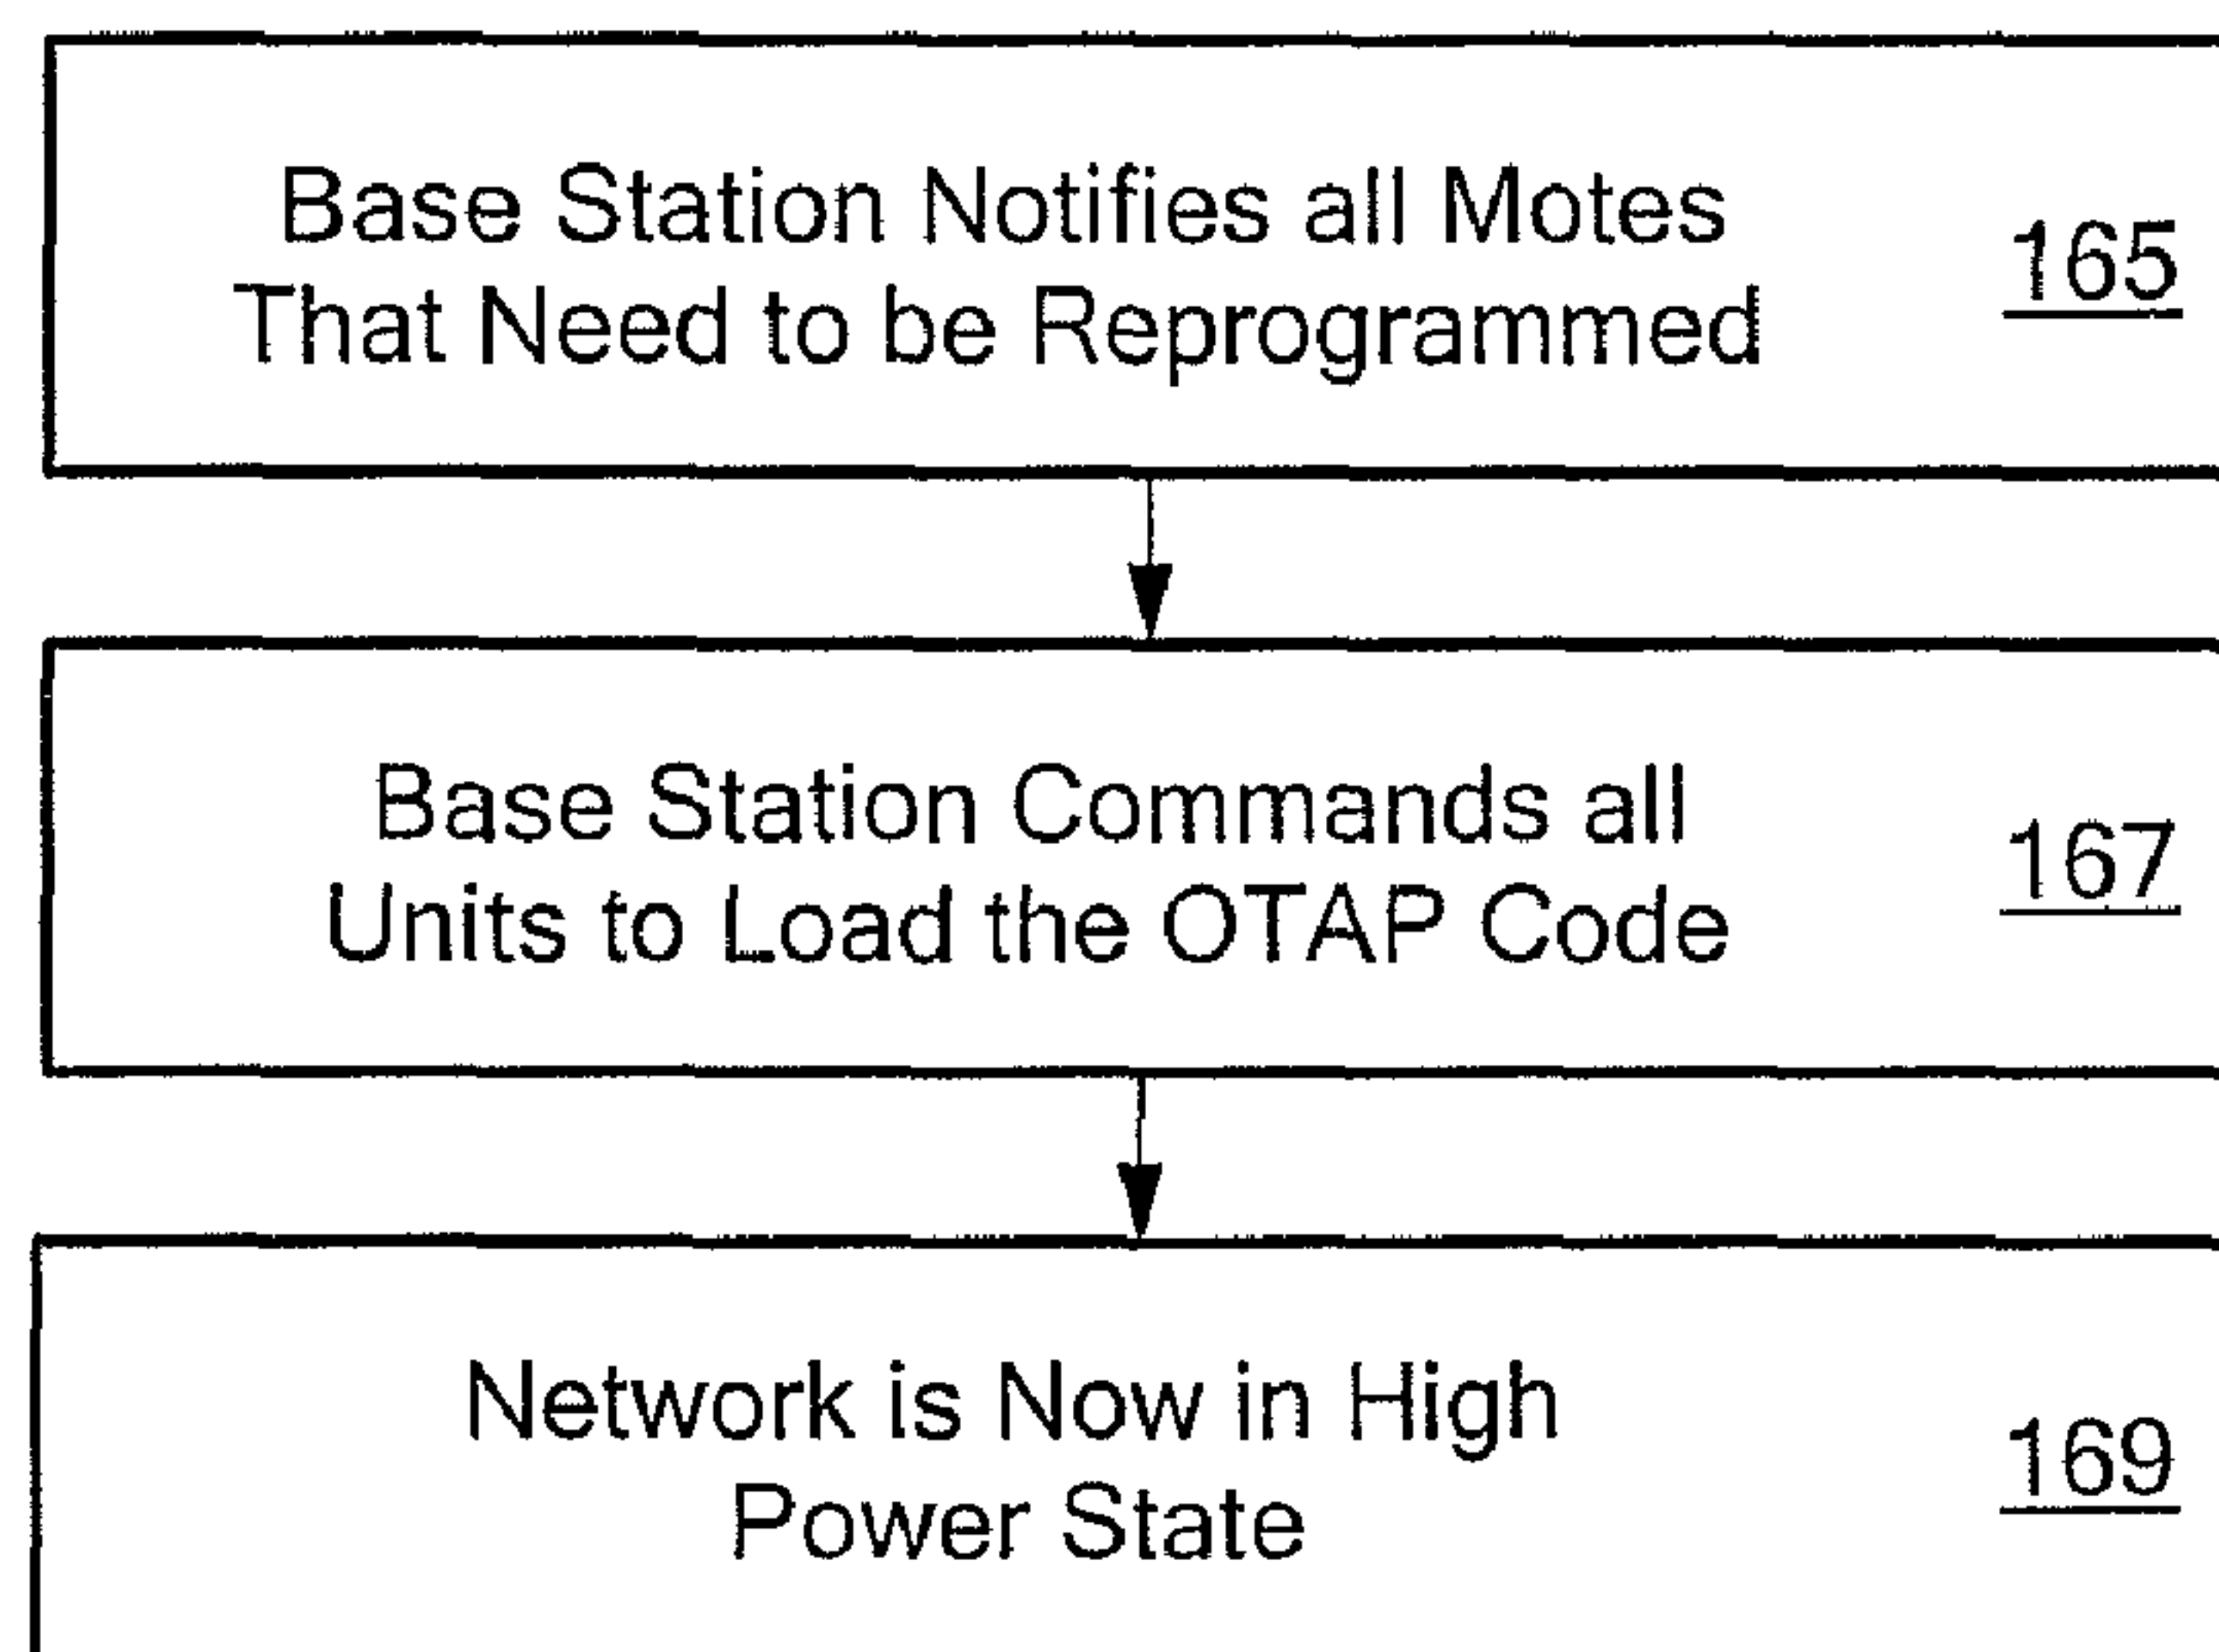 Base Station Notifies all Motes
That Need to be Reprogrammed
165
Base Station Commands all
Units to Load the OTAP Code
167
Network is Now in High
Power State
169